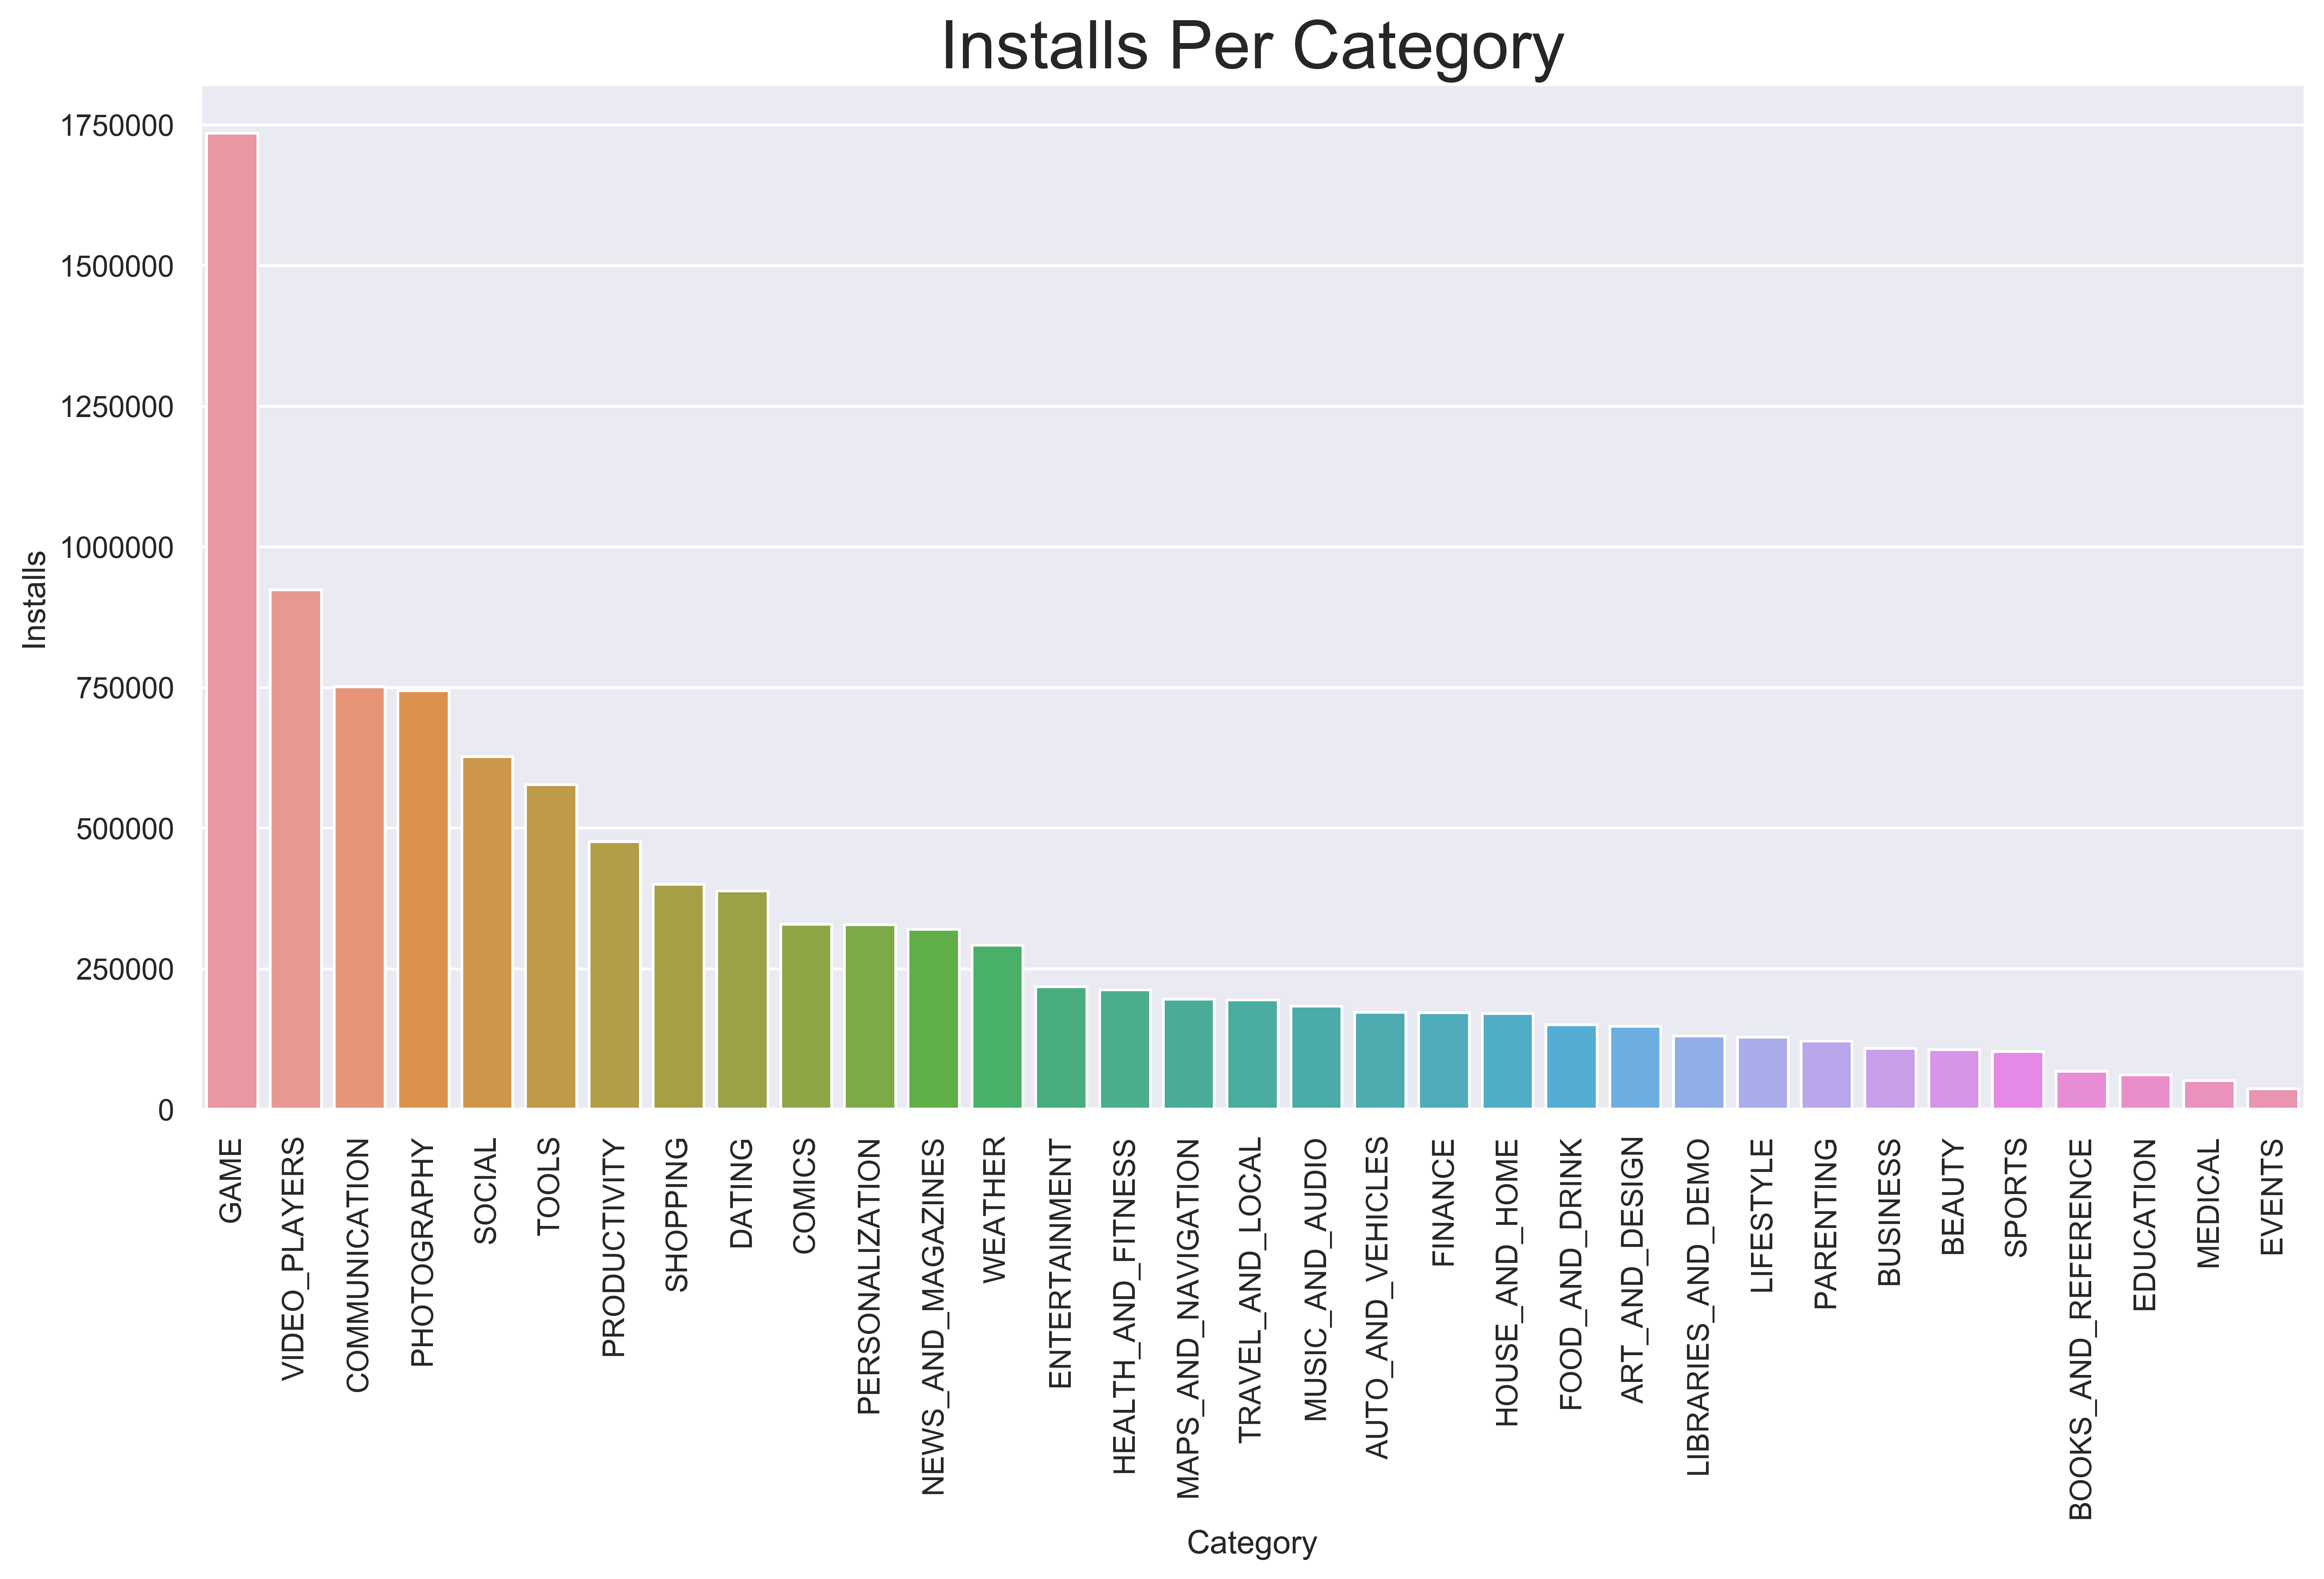 Installs Per Category
1750000
1500000
1250000
1000000
750000
500000
250000
0
Installs
GAME
VIDEO_PLAYERS
COMMUNICATION
PHOTOGRAPHY
SOCIAL
TOOLS
PRODUCTIVITY
SHOPPING
DATING
COMICS
PERSONALIZATION
NEWS_AND_MAGAZINES
WEATHER
ENTERTAINMENT
HEALTH_AND_FITNESS
MAPS_AND_NAVIGATION
TRAVEL_AND_LOCAL
MUSIC_AND_AUDIO
AUTO_AND_VEHICLES
FINANCE
HOUSE_AND_HOME
FOOD_AND_DRINK
ART_AND_DESIGN
LIBRARIES_AND_DEMO
LIFESTYLE
PARENTING
BUSINESS
BEAUTY
SPORTS
BOOKS_AND_REFERENCE
EDUCATION
MEDICAL
EVENTS
Category